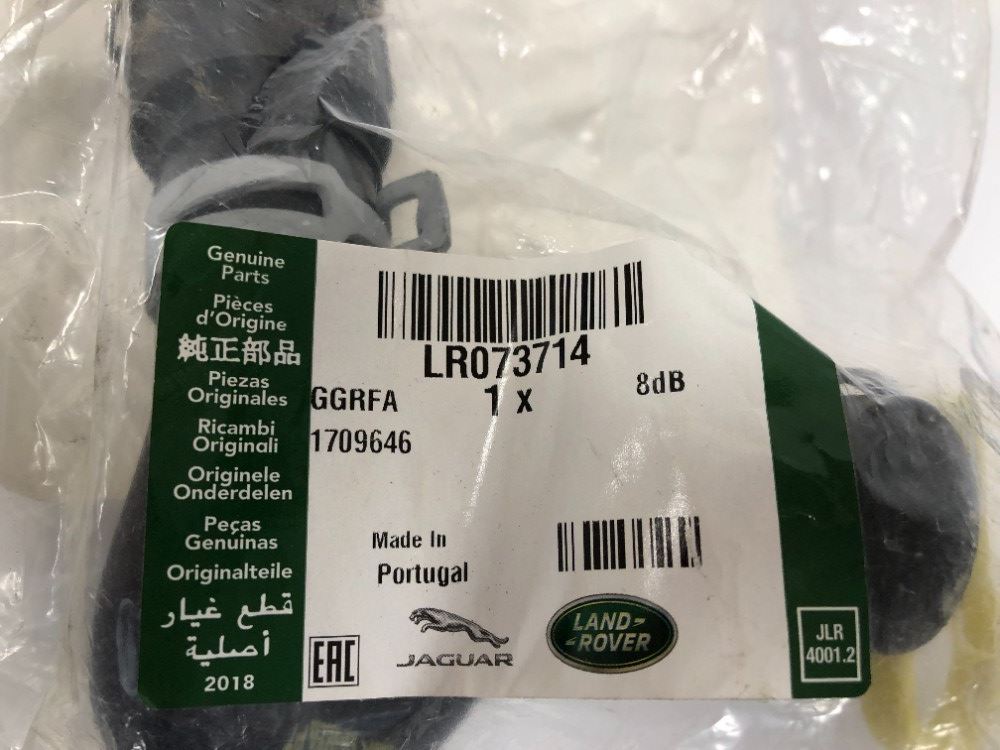 Genuine
Parts
Pièces
d'Origine
純正部品
Piezas
Originales
Ricambi
Originali
Originele
Onderdelen
Peças
Genuinas
Originalteile
قطع غيار
أصلية
2018
LR073714
GGRFA 1 x 8dB
1709646
Made In
Portugal
EAC
JAGUAR
LAND-
-ROVER
JLR
4001.2